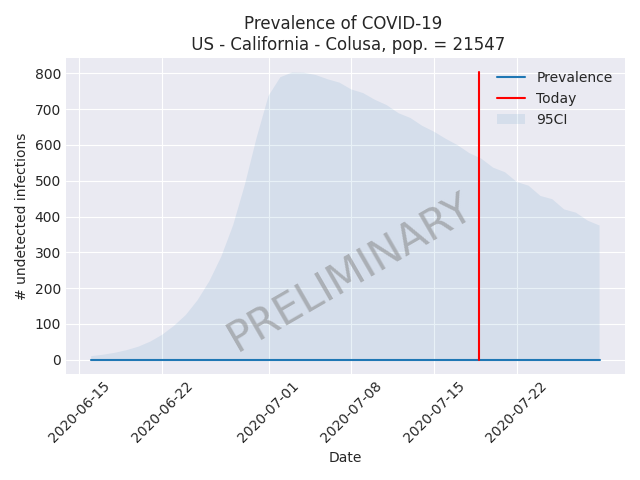 Prevalence of COVID-19
US - California - Colusa, pop. = 21547
# undetected infections
800
700
600
500
400
300
200
100
0
Prevalence
Today
95CI
PRELIMINARY
2020-06-15
2020-06-22
2020-07-01
2020-07-08
2020-07-15
2020-07-22
Date